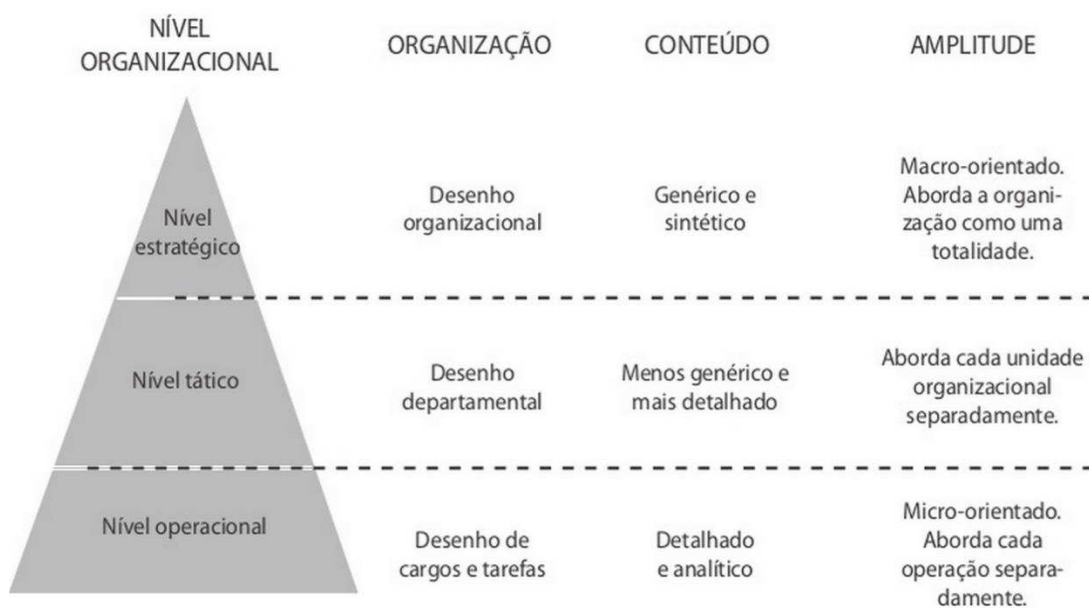 NÍVEL
ORGANIZACIONAL
ORGANIZAÇÃO
CONTEÚDO
AMPLITUDE
Nível
estratégico
Desenho
organizacional
Genérico e
sintético
Macro-orientado.
Aborda a organi-
zação como uma
totalidade.
Nível tático
Desenho
departamental
Menos genérico e
mais detalhado
Aborda cada unidade
organizacional
separadamente.
Nível operacional
Desenho de
cargos e tarefas
Detalhado
e analítico
Micro-orientado.
Aborda cada
operação separa-
damente.